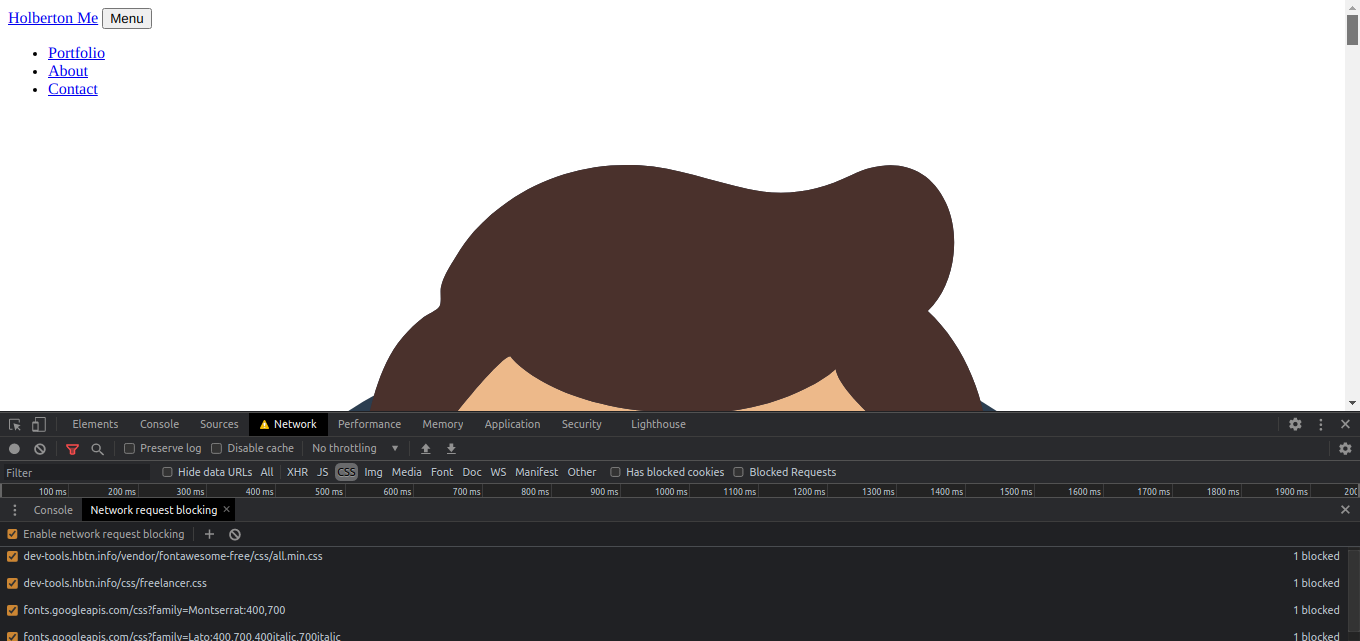 Holberton Me Menu
Portfolio
About
Contact
Elements Console Sources Network Performance Memory Application Security Lighthouse
Preserve log Disable cache No throttling
Filter Hide data URLs All XHR JS CSS Img Media Font Doc WS Manifest Other Has blocked cookies Blocked Requests
100 ms 200 ms 300 ms 400 ms 500 ms 600 ms 700 ms 800 ms 900 ms 1000 ms 1100 ms 1200 ms 1300 ms 1400 ms 1500 ms 1600 ms 1700 ms 1800 ms 1900 ms 200
Console Network request blocking ×
Enable network request blocking
dev-tools.hbtn.info/vendor/fontawesome-free/css/all.min.css 1 blocked
dev-tools.hbtn.info/css/freelancer.css 1 blocked
fonts.googleapis.com/css?family=Montserrat:400,700 1 blocked
fonts.googleapis.com/css?family=Lato:400,700,400italic,700italic 1 blocked